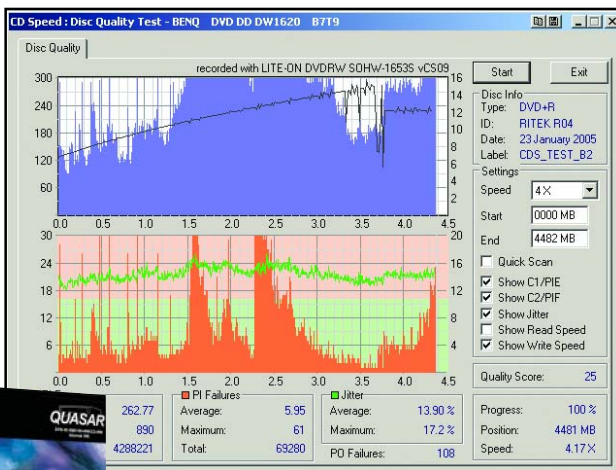 CD Speed : Disc Quality Test - BENQ DVD DD DW1620 B7T9
Disc Quality
recorded with LITE-ON DVDRW SOHW-1653S vCS09
300
240
180
120
60
16
14
12
10
8
6
4
2
0.0 0.5 1.0 1.5 2.0 2.5 3.0 3.5 4.0 4.5
30
24
18
12
6
20
16
12
8
4
0.0 0.5 1.0 1.5 2.0 2.5 3.0 3.5 4.0 4.5
Start
Exit
Disc Info
Type: DVD+R
ID: RITEK R04
Date: 23 January 2005
Label: CDS_TEST_B2
Settings
Speed 4 X
Start 0000 MB
End 4482 MB
Quick Scan
Show C1/PIE
Show C2/PIF
Show Jitter
Show Read Speed
Show Write Speed
Quality Score: 25
262.77
890
4288221
PI Failures
Average: 5.95
Maximum: 61
Total: 69280
Jitter
Average: 13.90 %
Maximum: 17.2 %
PO Failures: 108
Progress: 100 %
Position: 4481 MB
Speed: 4.17 X
QUASAR